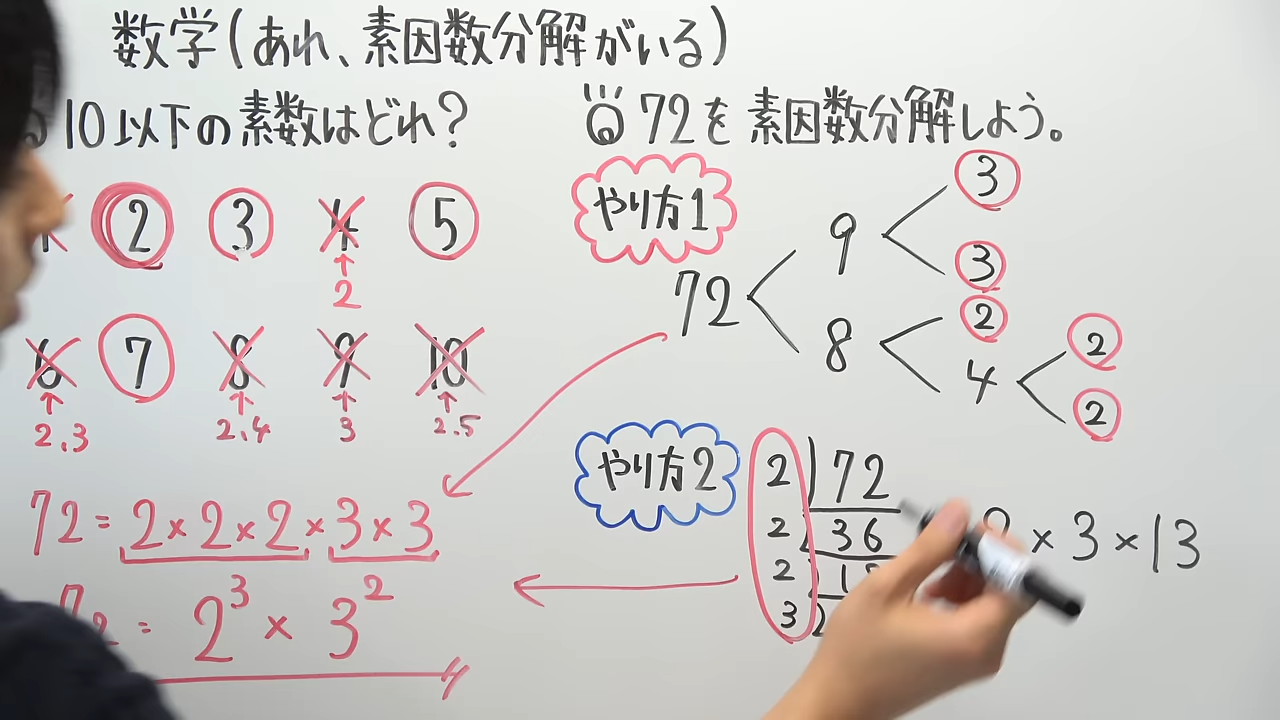 数学(あれ、素因数分解がいる)
10以下の素数はどれ?
2 3 4 5
2
6 7 8 9 10
2.3 2.4 3 2.5
72=2×2×2×3×3
= 2³ × 3²
Q 72を素因数分解しよう。
やり方1
3
9
3
72
2
8
4
2
2
やり方2
2 72
2 36
2 1
3
× 3 × 13